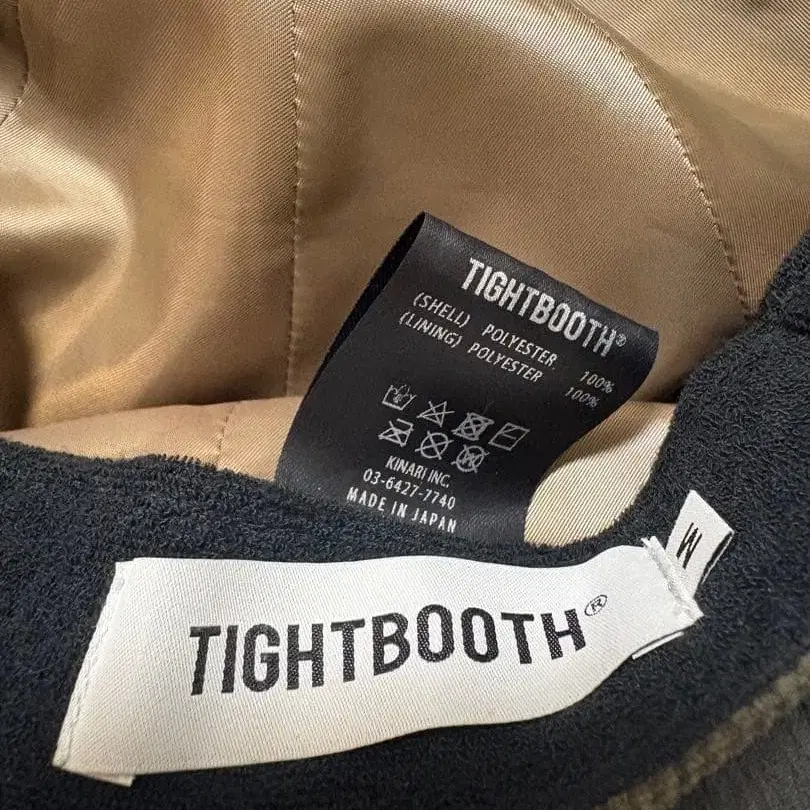 TIGHTBOOTH®
(SHELL) POLYESTER 100%
(LINING) POLYESTER 100%
KINARI INC.
03-6427-7740
MADE IN JAPAN
M
TIGHTBOOTH®